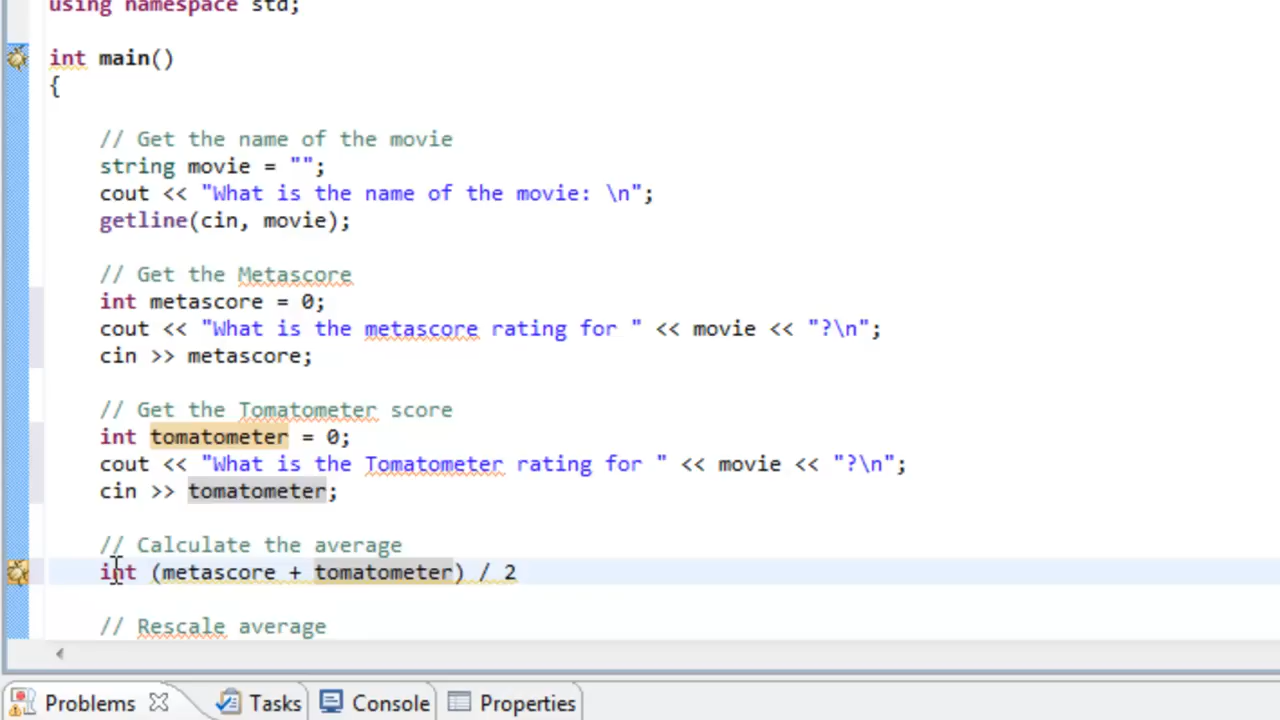 using namespace std;
int main()
{
// Get the name of the movie
string movie = "";
cout << "What is the name of the movie: \n";
getline(cin, movie);
// Get the Metascore
int metascore = 0;
cout << "What is the metascore rating for " << movie << "?\n";
cin >> metascore;
// Get the Tomatometer score
int tomatometer = 0;
cout << "What is the Tomatometer rating for " << movie << "?\n";
cin >> tomatometer;
// Calculate the average
int (metascore + tomatometer) / 2
// Rescale average
Problems Tasks Console Properties